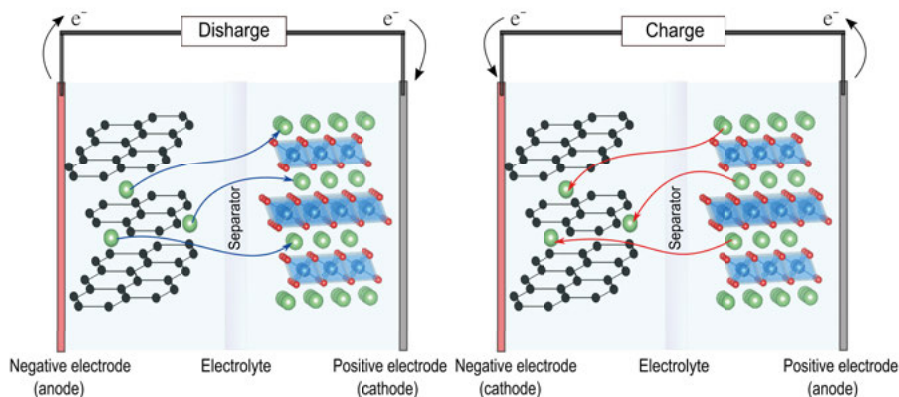 e⁻
Disharge
e⁻
Separator
Negative electrode
(anode)
Electrolyte
Positive electrode
(cathode)
e⁻
Charge
e⁻
Separator
Negative electrode
(cathode)
Electrolyte
Positive electrode
(anode)